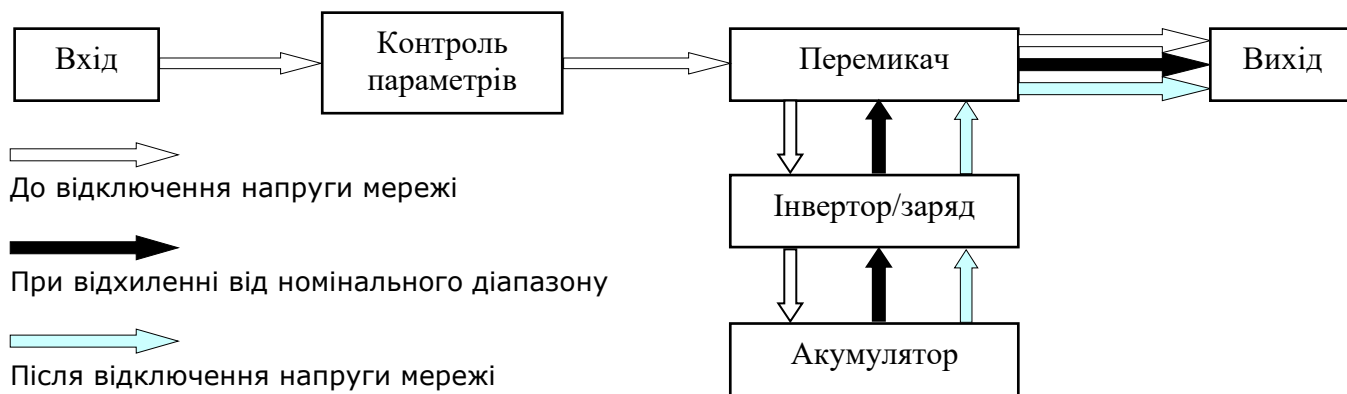 Вхід
Контроль
параметрів
Перемикач
Вихід
До відключення напруги мережі
Інвертор/заряд
При відхиленні від номінального діапазону
Акумулятор
Після відключення напруги мережі